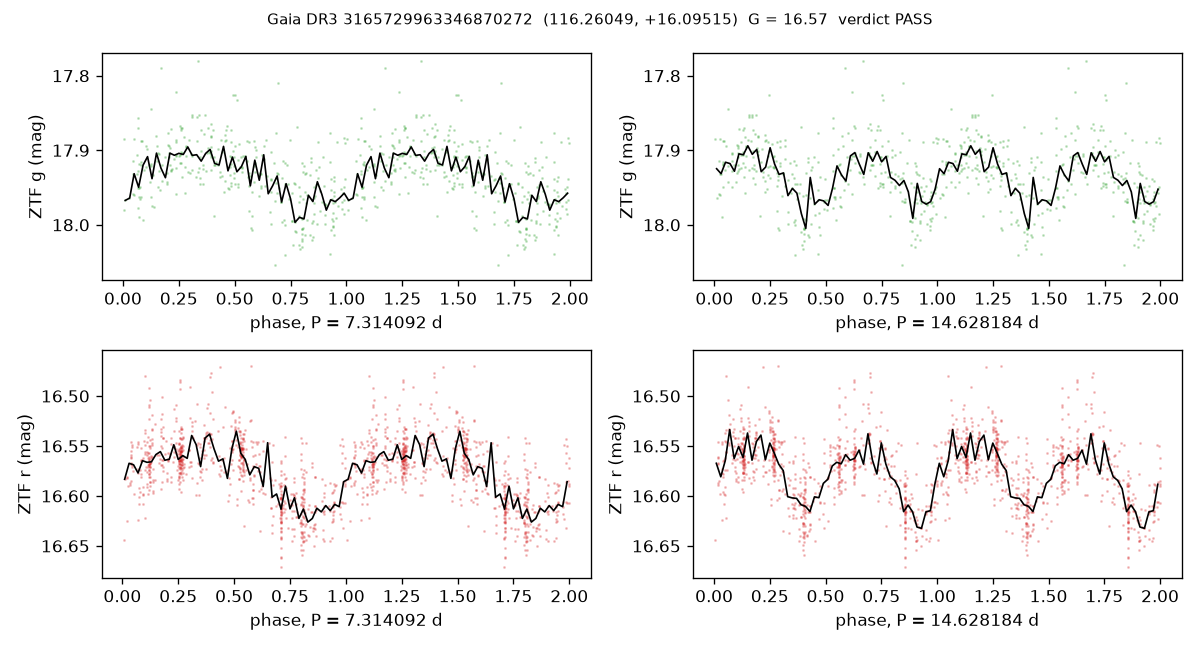 Gaia DR3 3165729963346870272 (116.26049, +16.09515) G = 16.57 verdict PASS
ZTF g (mag)
17.8
17.9
18.0
0.00 0.25 0.50 0.75 1.00 1.25 1.50 1.75 2.00
phase, P = 7.314092 d
ZTF g (mag)
17.8
17.9
18.0
0.00 0.25 0.50 0.75 1.00 1.25 1.50 1.75 2.00
phase, P = 14.628184 d
ZTF r (mag)
16.50
16.55
16.60
16.65
0.00 0.25 0.50 0.75 1.00 1.25 1.50 1.75 2.00
phase, P = 7.314092 d
ZTF r (mag)
16.50
16.55
16.60
16.65
0.00 0.25 0.50 0.75 1.00 1.25 1.50 1.75 2.00
phase, P = 14.628184 d